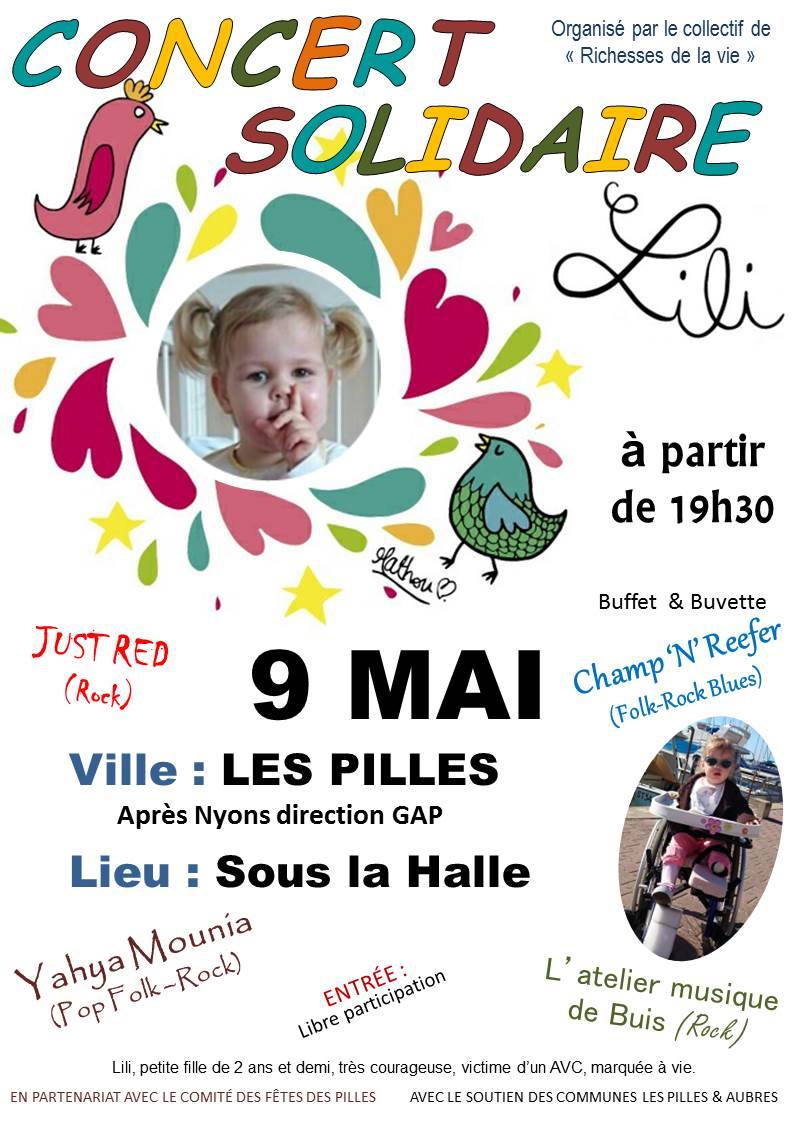 CONCERT
SOLIDAIRE
Organisé par le collectif de
« Richesses de la vie »
Lili
à partir
de 19h30
Mathou
Buffet & Buvette
JUST RED
(Rock)
9 MAI
Champ ‘N’ Reefer
(Folk-Rock Blues)
Ville : LES PILLES
Après Nyons direction GAP
Lieu : Sous la Halle
Yahya Mounia
(Pop Folk-Rock)
ENTRÉE :
Libre participation
L’ atelier musique
de Buis (Rock)
Lili, petite fille de 2 ans et demi, très courageuse, victime d’un AVC, marquée à vie.
EN PARTENARIAT AVEC LE COMITÉ DES FÊTES DES PILLES AVEC LE SOUTIEN DES COMMUNES LES PILLES & AUBRES